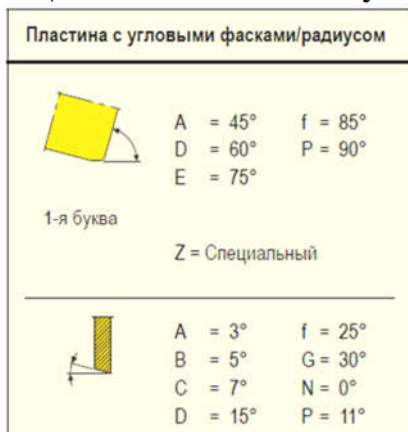 Пластина с угловыми фасками/радиусом
A = 45° f = 85°
D = 60° P = 90°
E = 75°
1-я буква
Z = Специальный
A = 3° f = 25°
B = 5° G = 30°
C = 7° N = 0°
D = 15° P = 11°